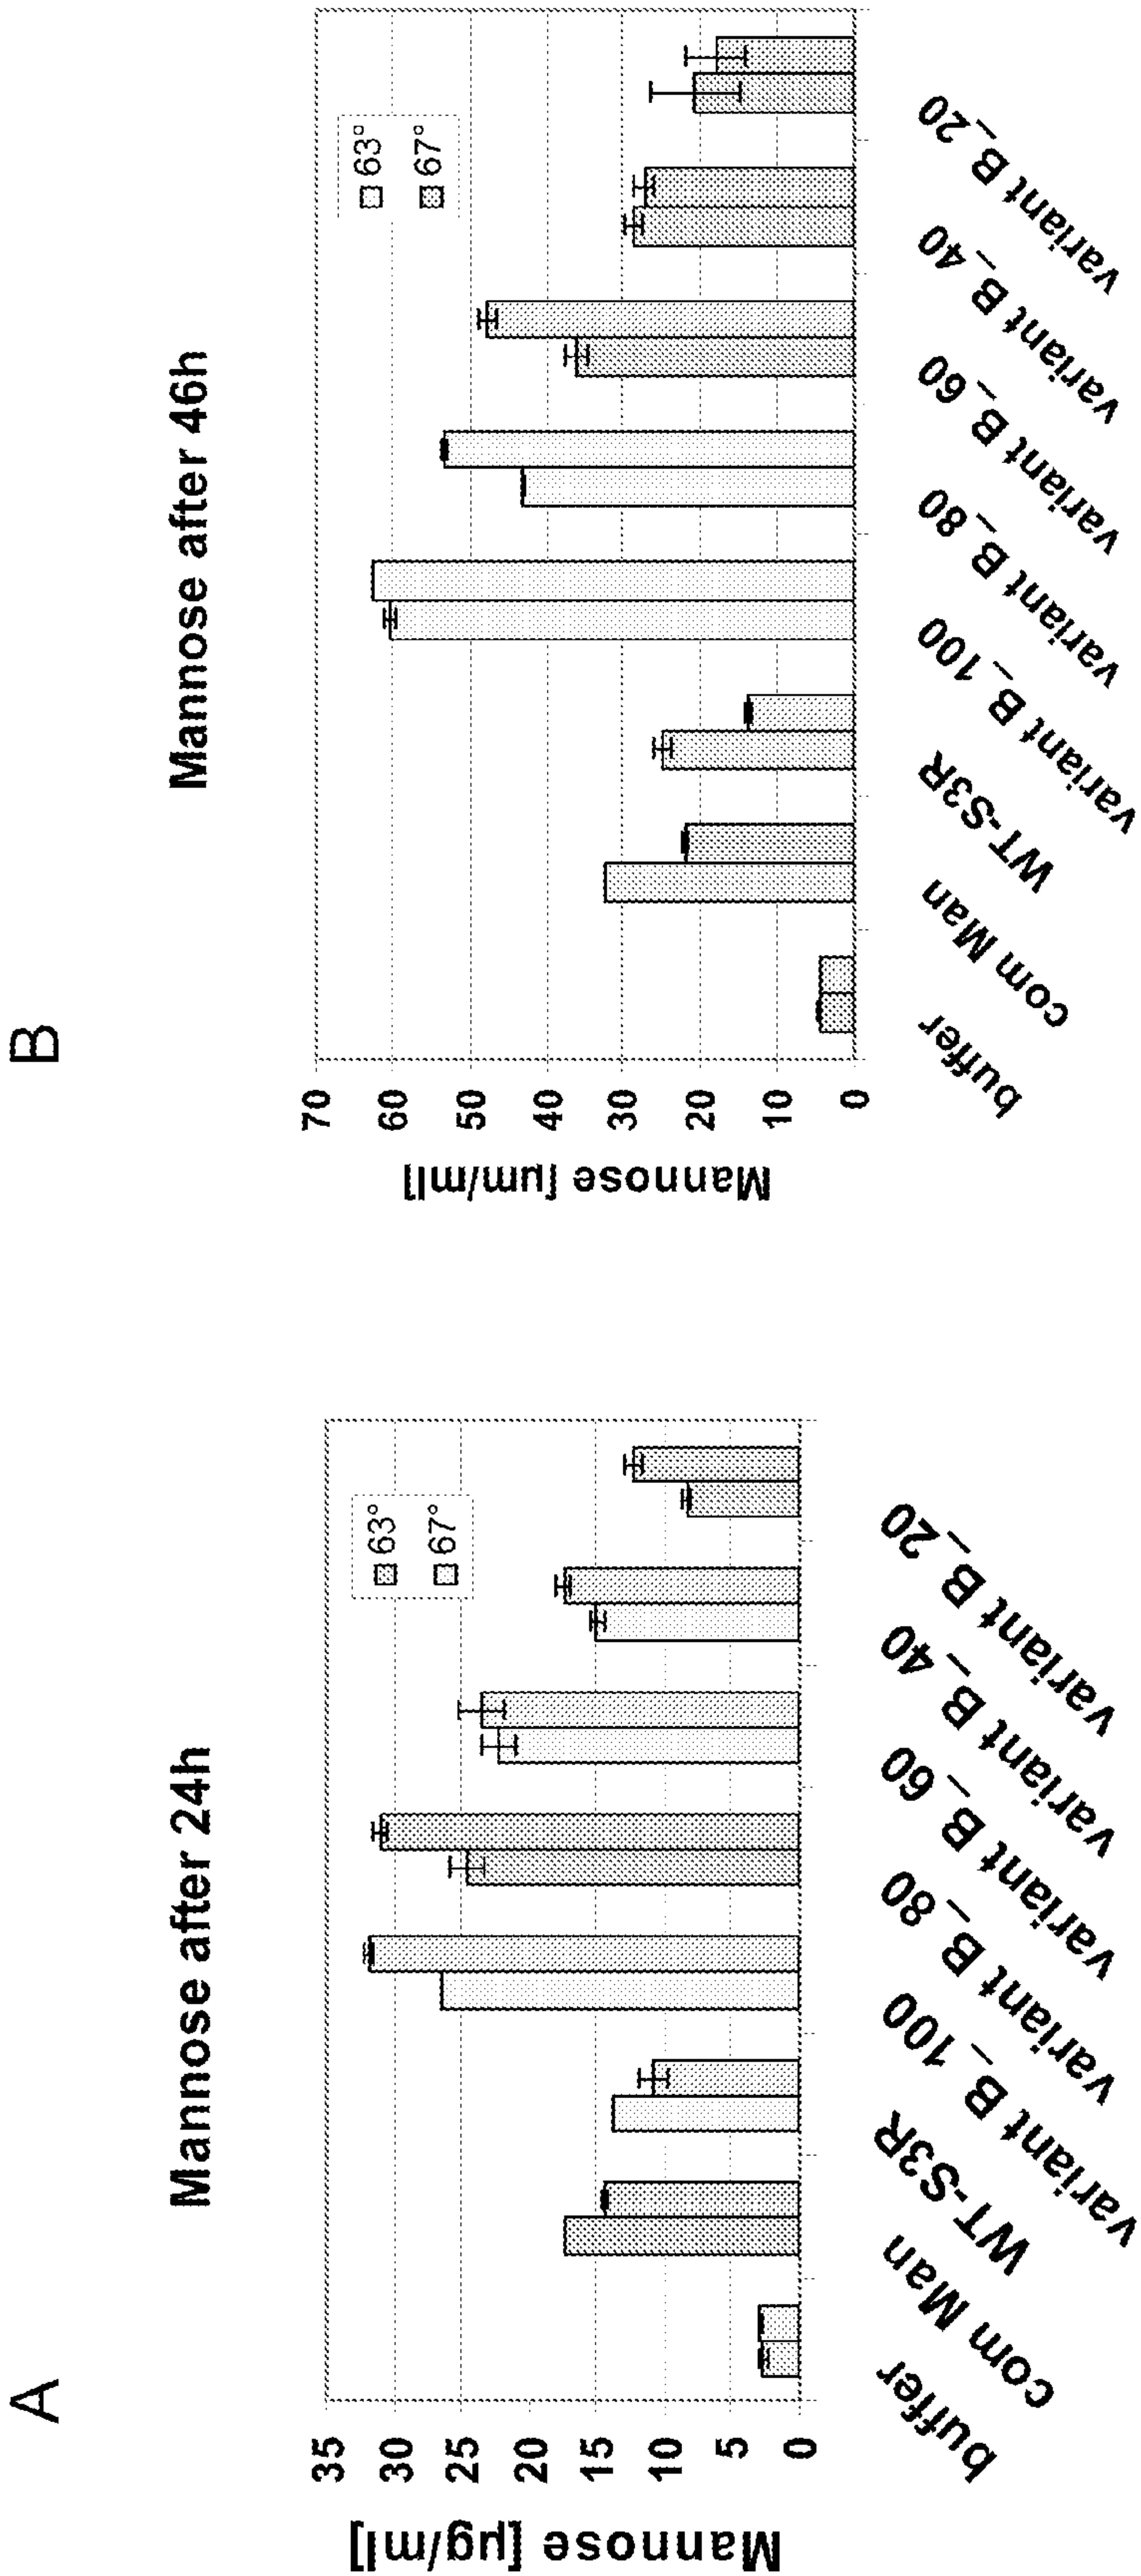 A
Mannose after 24h
Mannose [µg/ml]
35
30
25
20
15
10
5
0
63°
67°
buffer
com Man
WT-S3R
variant B_100
variant B_80
variant B_60
variant B_40
variant B_20
B
Mannose after 46h
Mannose [µm/ml]
70
60
50
40
30
20
10
0
63°
67°
buffer
com Man
WT-S3R
variant B_100
variant B_80
variant B_60
variant B_40
variant B_20